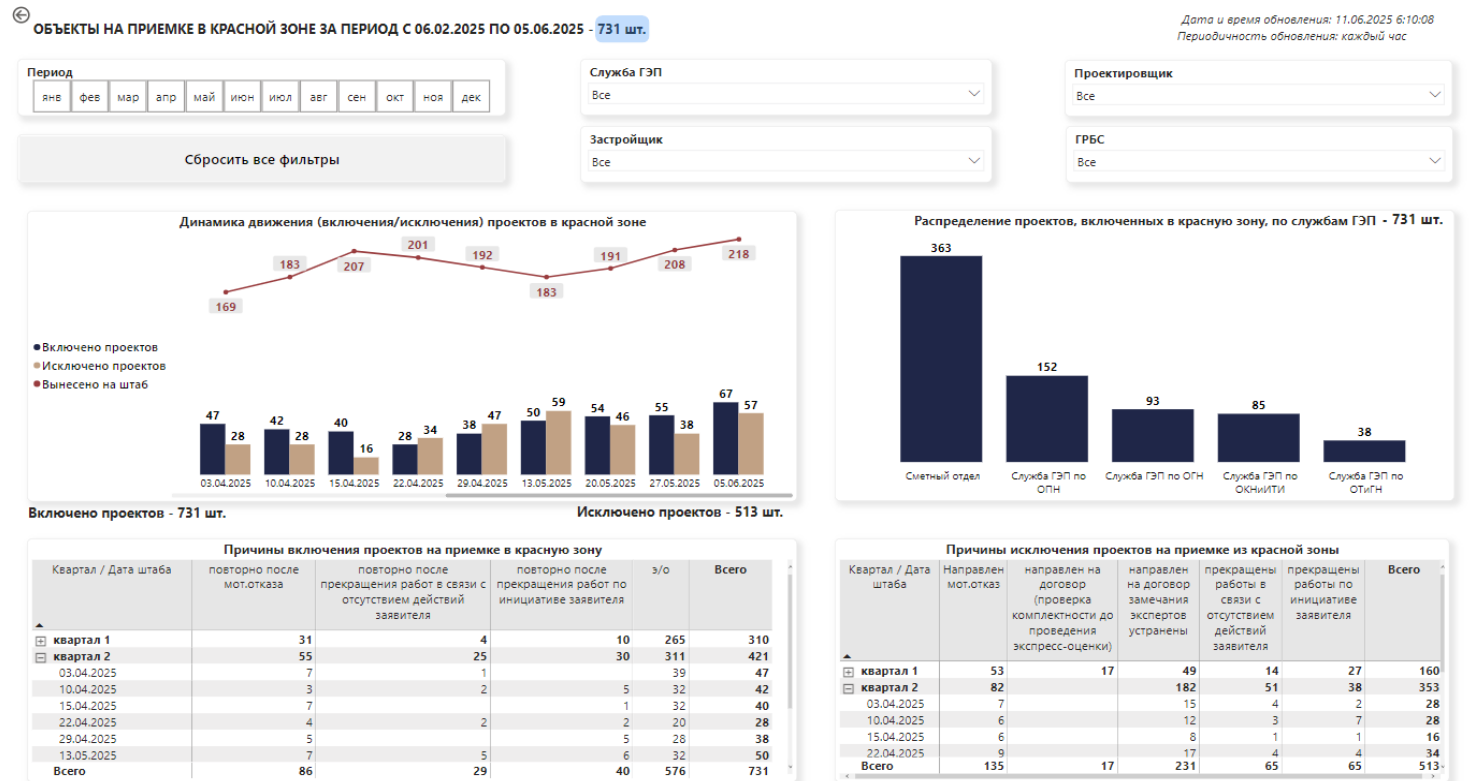 ОБЪЕКТЫ НА ПРИЕМКЕ В КРАСНОЙ ЗОНЕ ЗА ПЕРИОД С 06.02.2025 ПО 05.06.2025 - 731 шт.
Дата и время обновления: 11.06.2025 6:10:08
Периодичность обновления: каждый час
Период
янв фев мар апр май июн июл авг сен окт ноя дек
Служба ГЭП
Все
Проектировщик
Все
Сбросить все фильтры
Застройщик
Все
ГРБС
Все
Динамика движения (включения/исключения) проектов в красной зоне
169 183 207 201 192 183 191 208 218
Включено проектов
Исключено проектов
Вынесено на штаб
47 28 42 28 40 16 28 34 38 47 50 59 54 46 55 38 67 57
03.04.2025 10.04.2025 15.04.2025 22.04.2025 29.04.2025 13.05.2025 20.05.2025 27.05.2025 05.06.2025
Включено проектов - 731 шт.
Исключено проектов - 513 шт.
Распределение проектов, включенных в красную зону, по службам ГЭП - 731 шт.
363 152 93 85 38
Сметный отдел
Служба ГЭП по
ОПН
Служба ГЭП по ОГН
Служба ГЭП по
ОКНиИТИ
Служба ГЭП по
ОТиГН
Причины включения проектов на приемке в красную зону
Квартал / Дата штаба
повторно после
мот.отказа
повторно после
прекращения работ в связи с
отсутствием действий
заявителя
повторно после
прекращения работ по
инициативе заявителя
э/о
Всего
квартал 1 31 4 10 265 310
квартал 2 55 25 30 311 421
03.04.2025 7 1 39 47
10.04.2025 3 2 5 32 42
15.04.2025 7 1 32 40
22.04.2025 4 2 2 20 28
29.04.2025 5 5 28 38
13.05.2025 7 5 6 32 50
Всего 86 29 40 576 731
Причины исключения проектов на приемке из красной зоны
Квартал / Дата
штаба
Направлен
мот.отказ
направлен на
договор
(проверка
комплектности до
проведения
экспресс-оценки)
направлен
на договор
замечания
экспертов
устранены
прекращены
работы в
связи с
отсутствием
действий
заявителя
прекращены
работы по
инициативе
заявителя
Всего
квартал 1 53 17 49 14 27 160
квартал 2 82 182 51 38 353
03.04.2025 7 15 4 2 28
10.04.2025 6 12 3 7 28
15.04.2025 6 8 1 1 16
22.04.2025 9 17 4 4 34
Всего 135 17 231 65 65 513